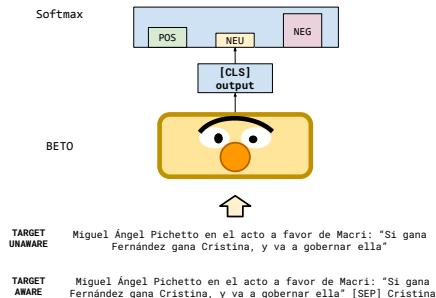 Softmax
POS
NEU
NEG
[CLS]
output
BETO
TARGET
UNAWARE
Miguel Ángel Pichetto en el acto a favor de Macri: “Si gana
Fernández gana Cristina, y va a gobernar ella”
TARGET
AWARE
Miguel Ángel Pichetto en el acto a favor de Macri: “Si gana
Fernández gana Cristina, y va a gobernar ella” [SEP] Cristina